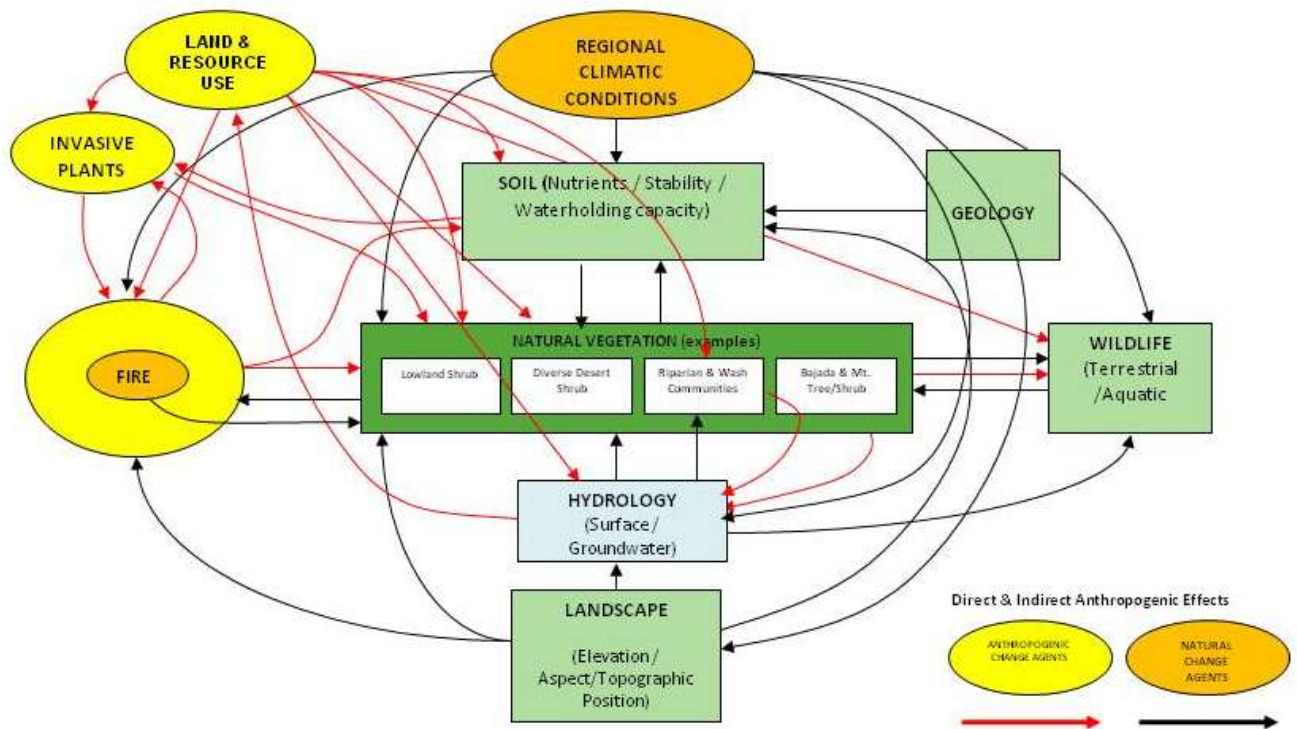 LAND &
RESOURCE
USE
REGIONAL
CLIMATIC
CONDITIONS
INVASIVE
PLANTS
SOIL (Nutrients / Stability /
Waterholding capacity)
GEOLOGY
FIRE
NATURAL VEGETATION (examples)
Lowland Shrub
Diverse Desert
Shrub
Riparian & Wash
Communities
Bajada & Mt.
Tree/Shrub
WILDLIFE
(Terrestrial
/Aquatic
HYDROLOGY
(Surface /
Groundwater)
LANDSCAPE
(Elevation /
Aspect/Topographic
Position)
Direct & Indirect Anthropogenic Effects
ANTHROPOGENIC
CHANGE AGENTS
NATURAL
CHANGE
AGENTS